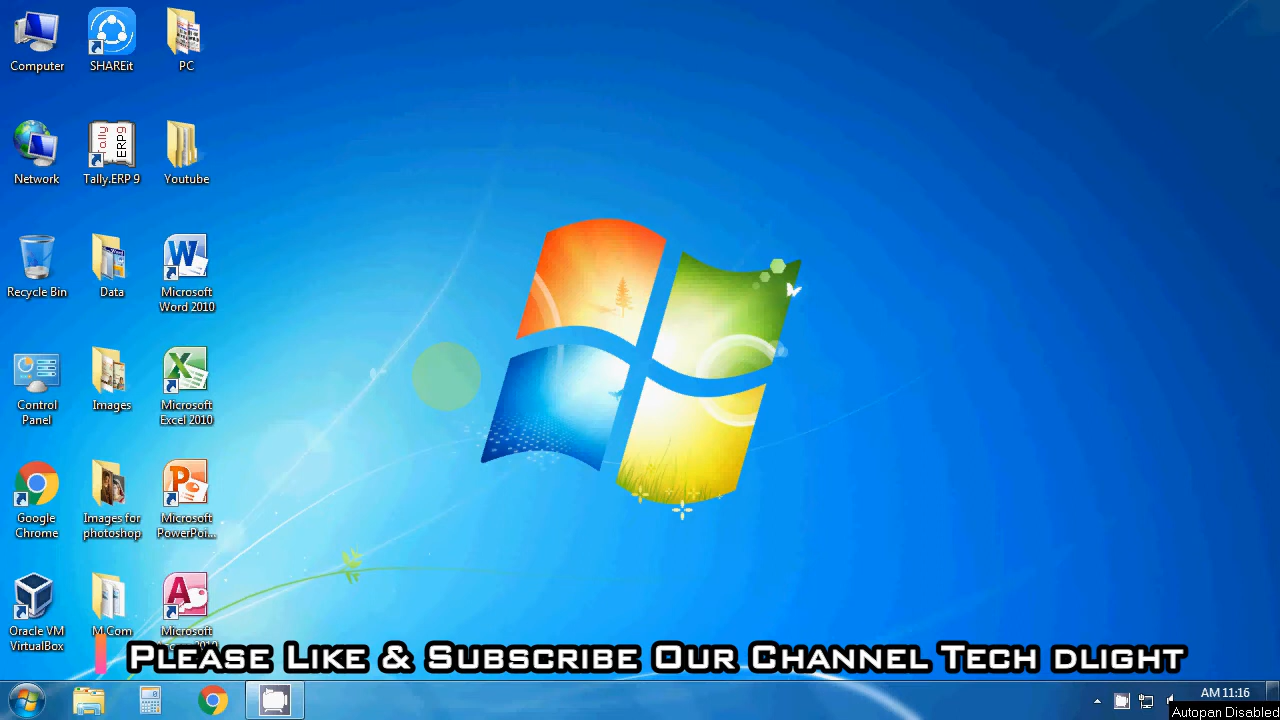 Computer
SHAREit
PC
Network
Tally.ERP 9
Youtube
Recycle Bin
Data
Microsoft
Word 2010
Control
Panel
Images
Microsoft
Excel 2010
Google
Chrome
Images for
photoshop
Microsoft
PowerPoi...
Oracle VM
VirtualBox
M.Com
Microsoft
Please Like & Subscribe Our Channel Tech dlight
AM 11:16
Autopan Disabled